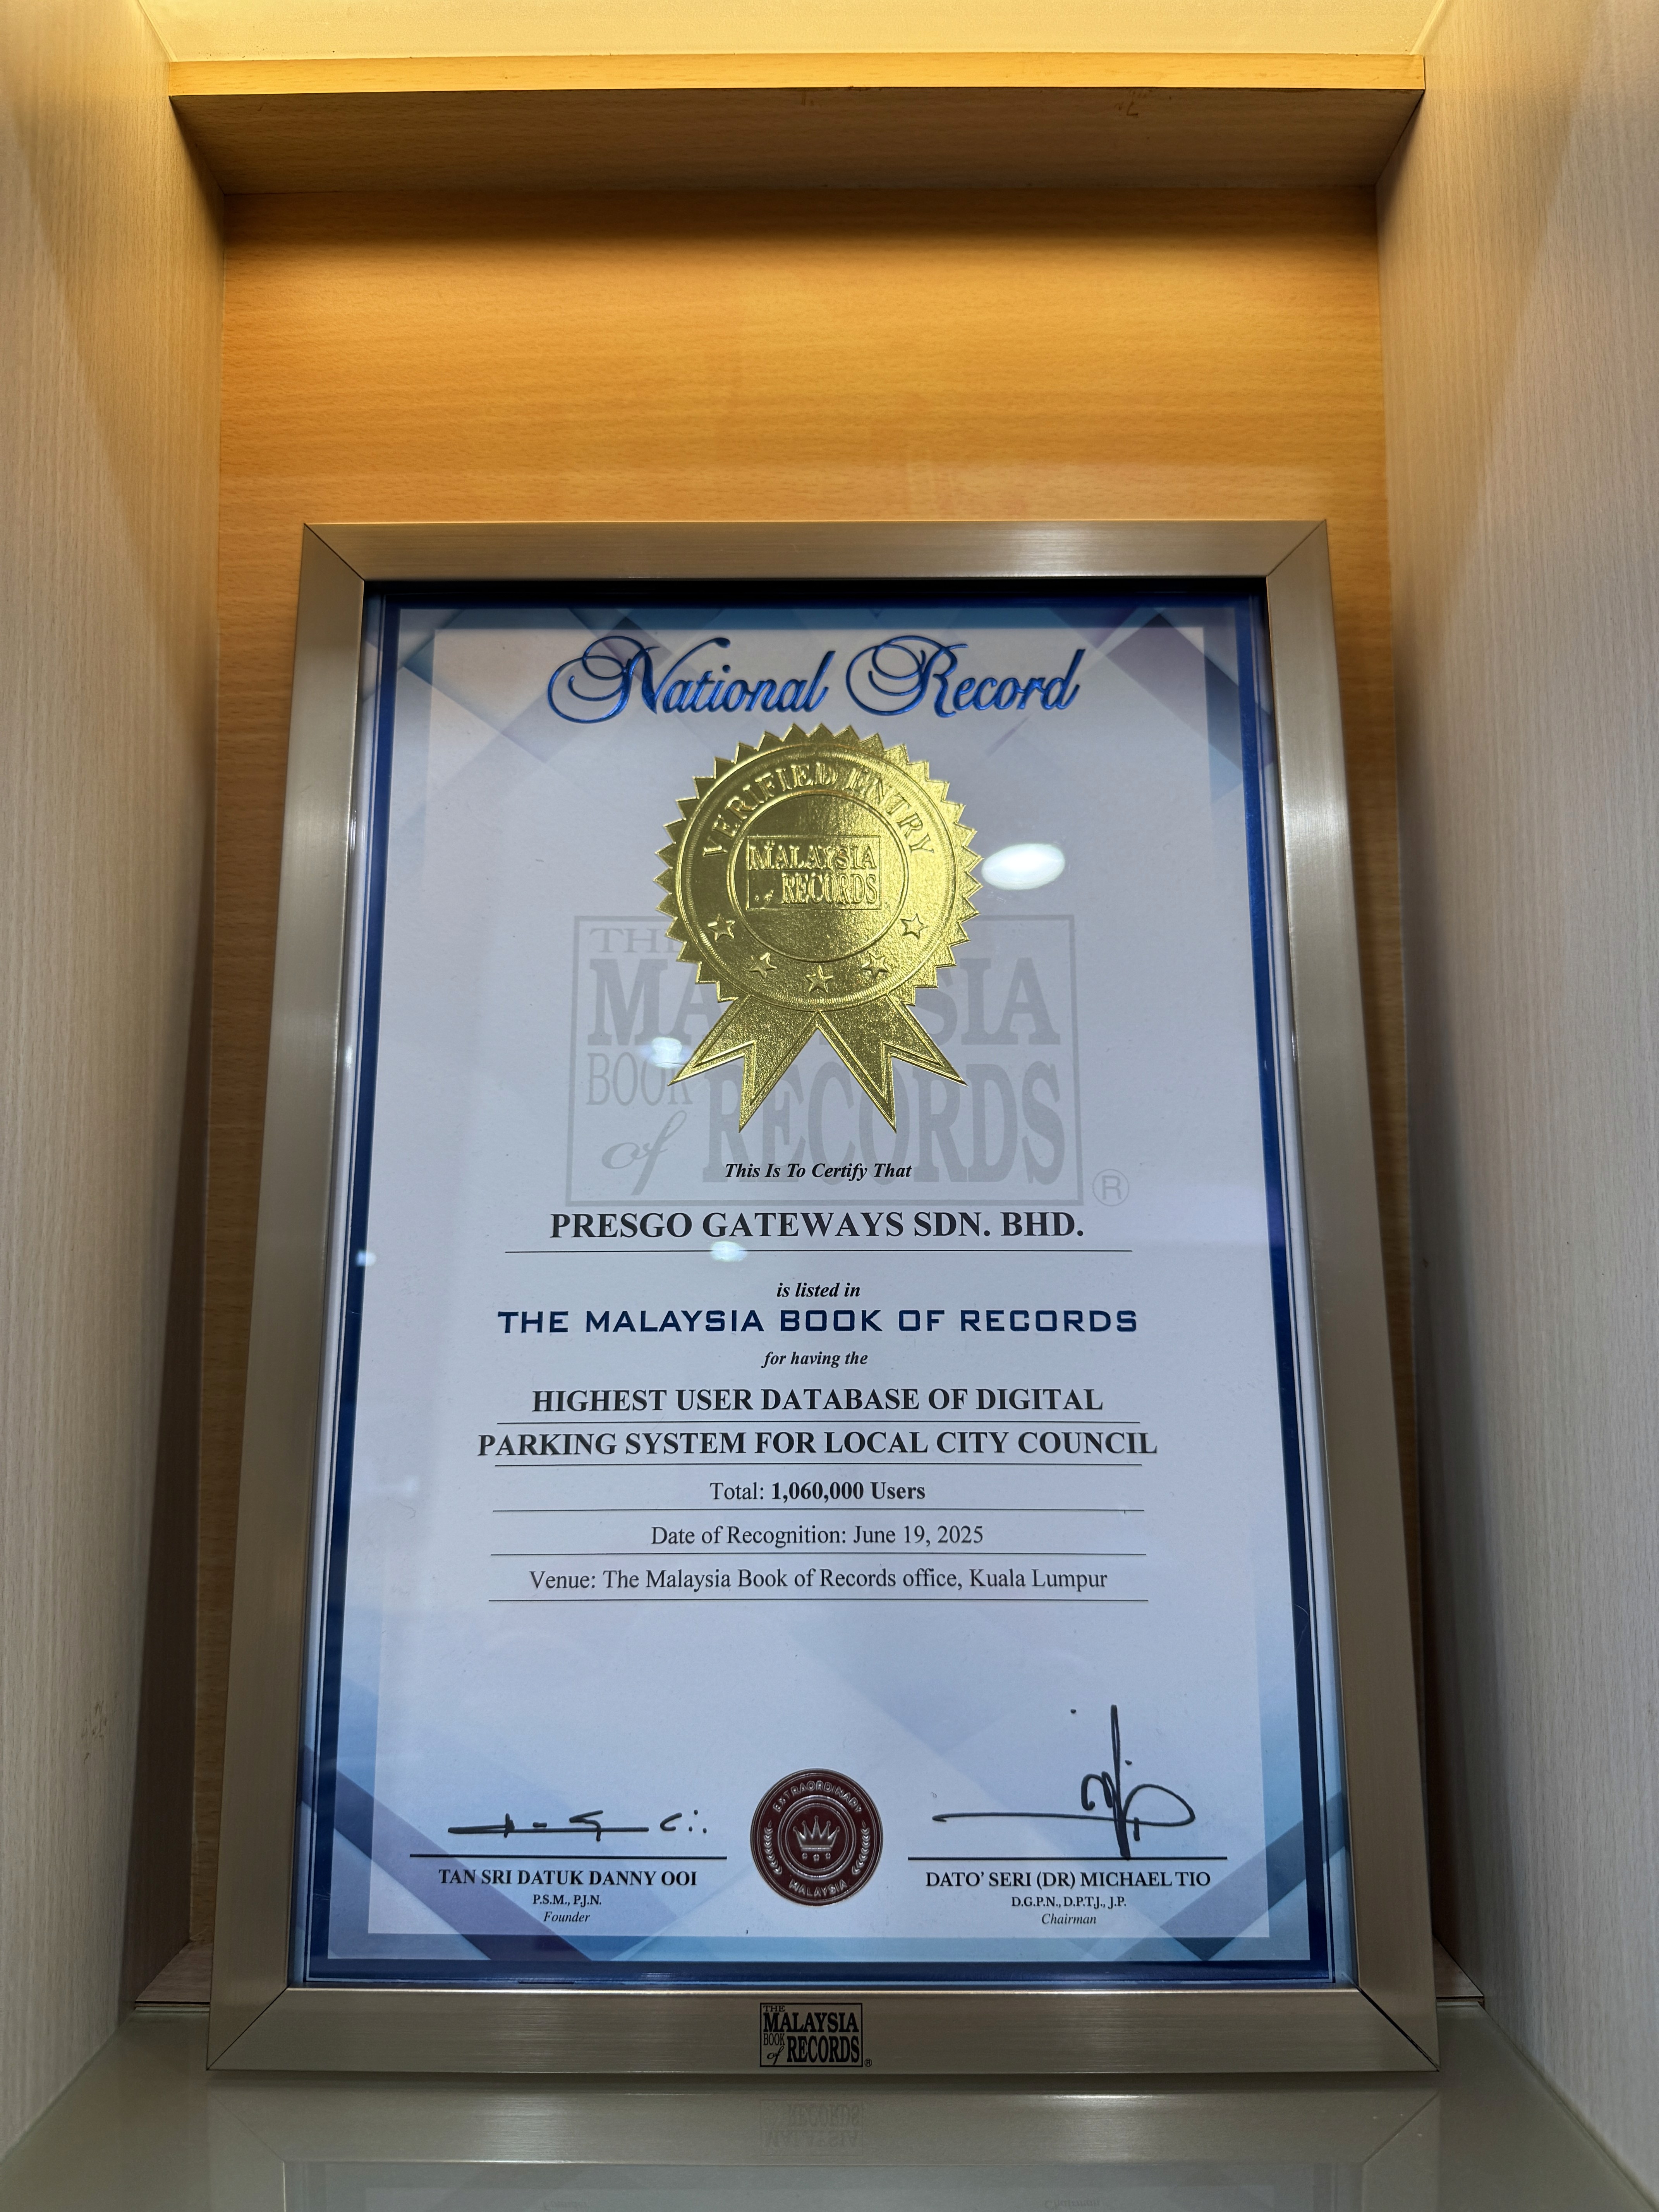 National Record
VERIFIED ENTRY
MALAYSIA
of RECORDS
THE
MALAYSIA
BOOK
of RECORDS
®
This Is To Certify That
PRESGO GATEWAYS SDN. BHD.
is listed in
THE MALAYSIA BOOK OF RECORDS
for having the
HIGHEST USER DATABASE OF DIGITAL
PARKING SYSTEM FOR LOCAL CITY COUNCIL
Total: 1,060,000 Users
Date of Recognition: June 19, 2025
Venue: The Malaysia Book of Records office, Kuala Lumpur
EXTRAORDINARY
MALAYSIA
TAN SRI DATUK DANNY OOI
P.S.M., P.J.N.
Founder
DATO' SERI (DR) MICHAEL TIO
D.G.P.N., D.P.T.J., J.P.
Chairman
THE
MALAYSIA
BOOK
of RECORDS®